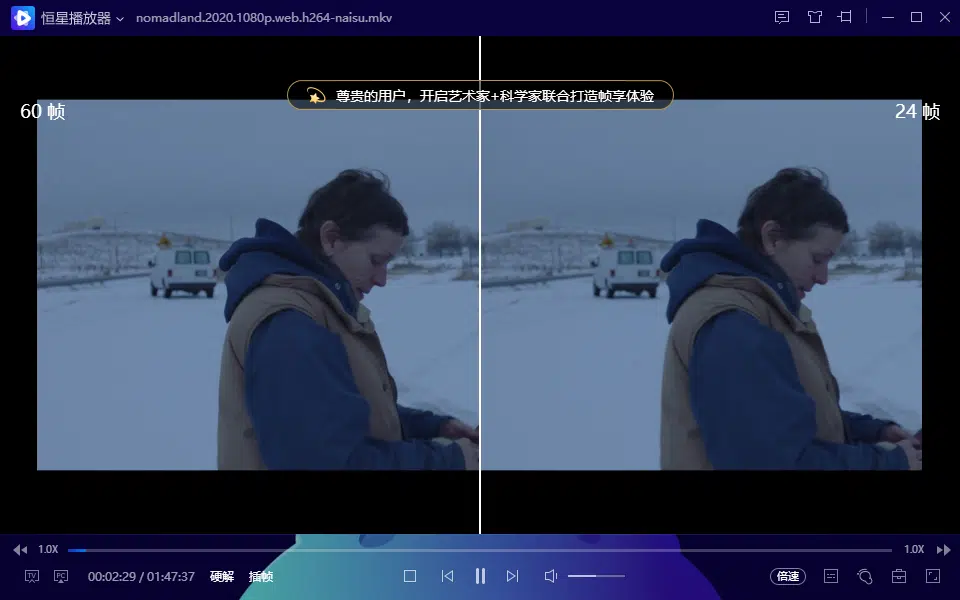 恒星播放器 nomadland.2020.1080p.web.h264-naisu.mkv
尊贵的用户，开启艺术家+科学家联合打造帧享体验
60 帧
24 帧
1.0X
1.0X
TV PC 00:02:29 / 01:47:37 硬解 插帧
倍速